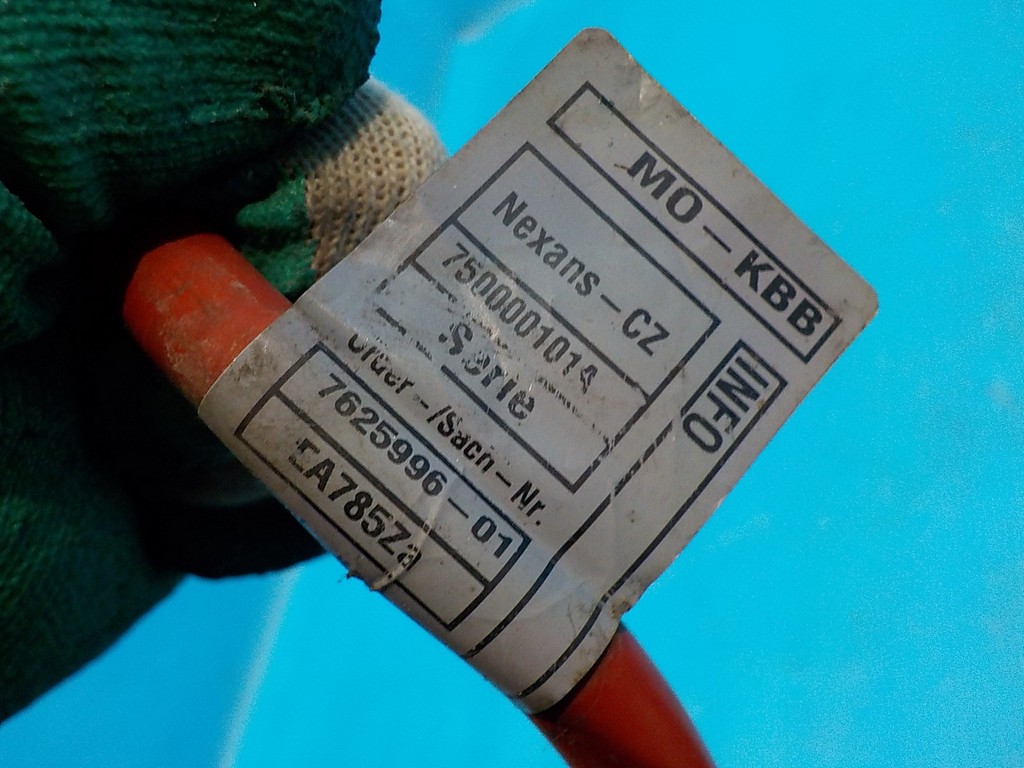 MO-KBB
Nexans-CZ
7500001014
Serie
INFO
Order-/Sach-Nr.
7625996-01